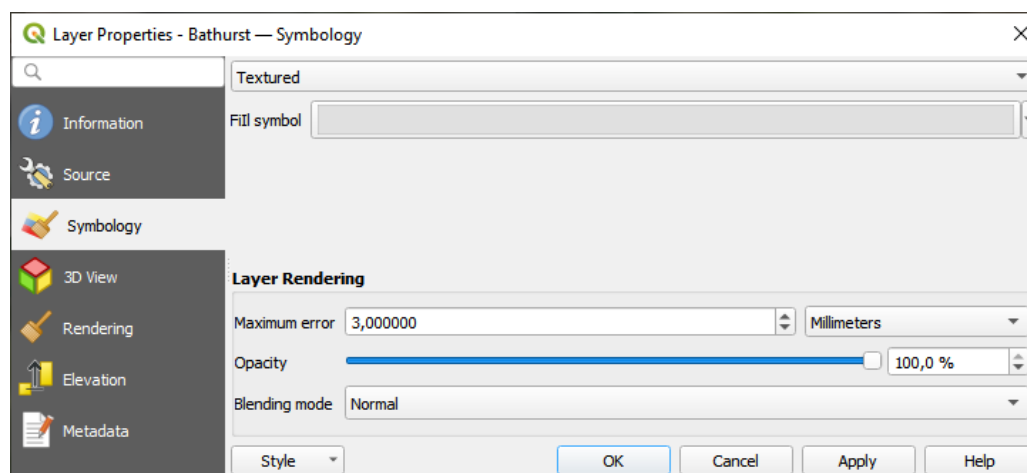 Layer Properties - Bathurst — Symbology
Textured
Information
Fill symbol
Source
Symbology
3D View
Layer Rendering
Rendering
Maximum error 3,000000 Millimeters
Opacity 100,0 %
Elevation
Blending mode Normal
Metadata
Style OK Cancel Apply Help